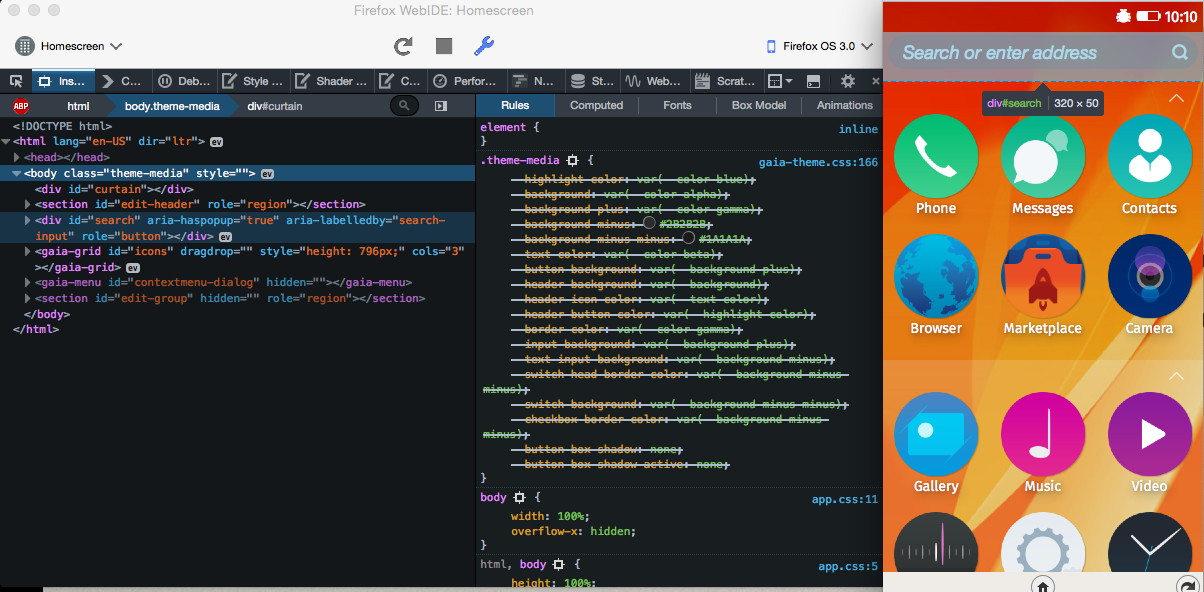 Firefox WebIDE: Homescreen
Homescreen
Firefox OS 3.0
Ins...
C...
Deb...
Style ...
Shader ...
C...
Perfor...
N...
St...
Web...
Scrat...
ABP
html
body.theme-media
div#curtain
<!DOCTYPE html>
<html lang="en-US" dir="ltr"> ev
<head></head>
<body class="theme-media" style=""> ev
<div id="curtain"></div>
<section id="edit-header" role="region"></section>
<div id="search" aria-haspopup="true" aria-labelledby="search-
input" role="button"></div> ev
<gaia-grid id="icons" dragdrop="" style="height: 796px;" cols="3"
></gaia-grid> ev
<gaia-menu id="contextmenu-dialog" hidden=""></gaia-menu>
<section id="edit-group" hidden="" role="region"></section>
</body>
</html>
Rules
Computed
Fonts
Box Model
Animations
element {
inline
}
.theme-media {
gaia-theme.css:166
--highlight-color: var(--color-blue);
--background: var(--color-alpha);
--background-plus: var(--color-gamma);
--background-minus: #2B2B2B;
--background-minus-minus: #1A1A1A;
--text-color: var(--color-beta);
--button-background: var(--background-plus);
--header-background: var(--background);
--header-icon-color: var(--text-color);
--header-button-color: var(--highlight-color);
--border-color: var(--color-gamma);
--input-background: var(--background-plus);
--text-input-background: var(--background-minus);
--switch-head-border-color: var(--background-minus-
minus);
--switch-background: var(--background-minus-minus);
--checkbox-border-color: var(--background-minus-
minus);
--button-box-shadow: none;
--button-box-shadow-active: none;
}
body {
app.css:11
width: 100%;
overflow-x: hidden;
}
html, body {
app.css:5
height: 100%;
10:10
Search or enter address
div#search
320 × 50
Phone
Messages
Contacts
Browser
Marketplace
Camera
Gallery
Music
Video